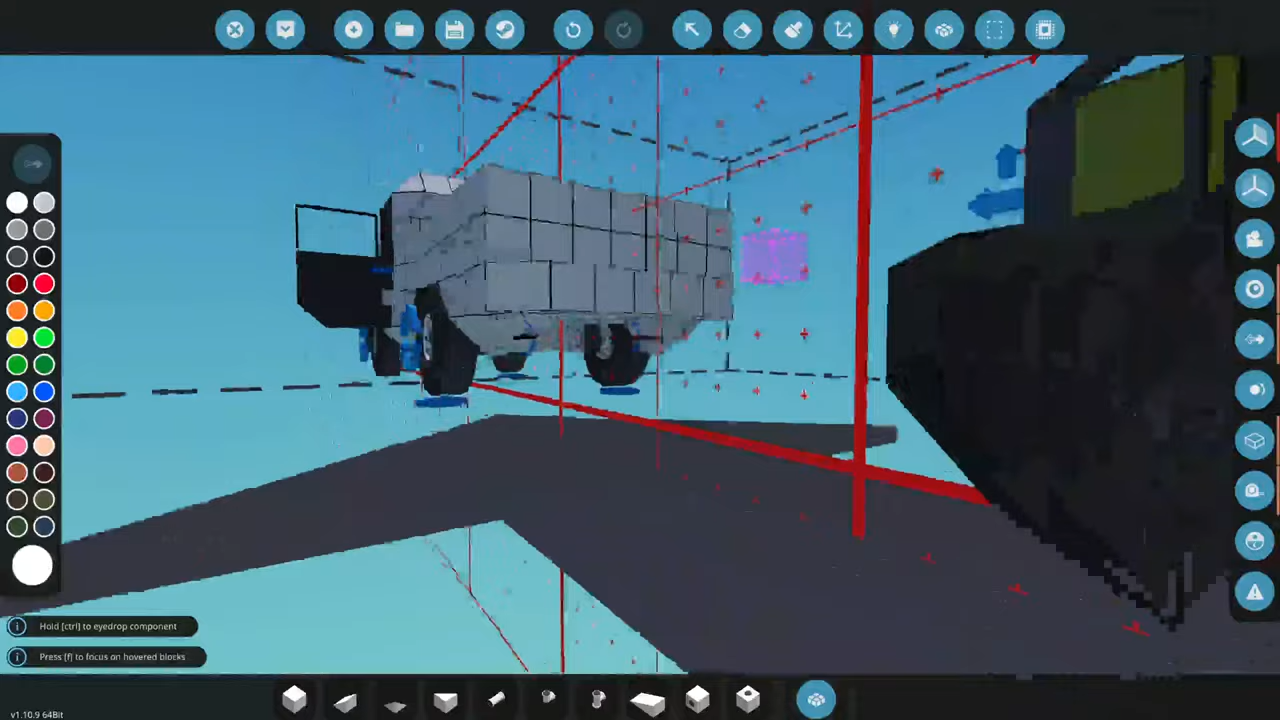 Hold [ctrl] to eyedrop component
Press [f] to focus on hovered blocks
v1.10.9 64Bit